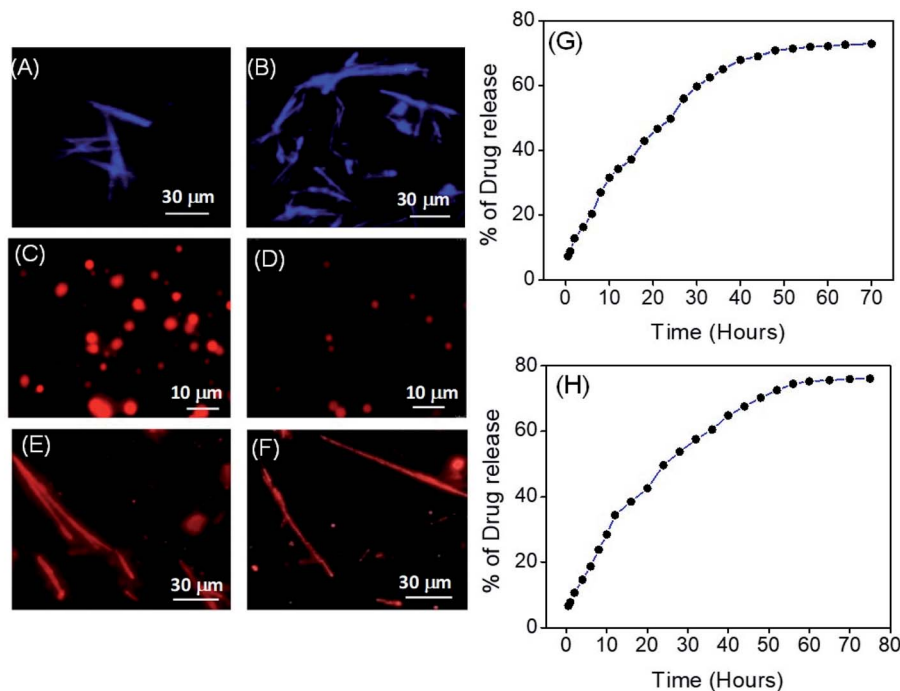 (A)
30 μm
(B)
30 μm
(C)
10 μm
(D)
10 μm
(E)
30 μm
(F)
30 μm
(G)
80
60
40
20
0
% of Drug release
0 10 20 30 40 50 60 70
Time (Hours)
(H)
80
60
40
20
0
% of Drug release
0 10 20 30 40 50 60 70 80
Time (Hours)